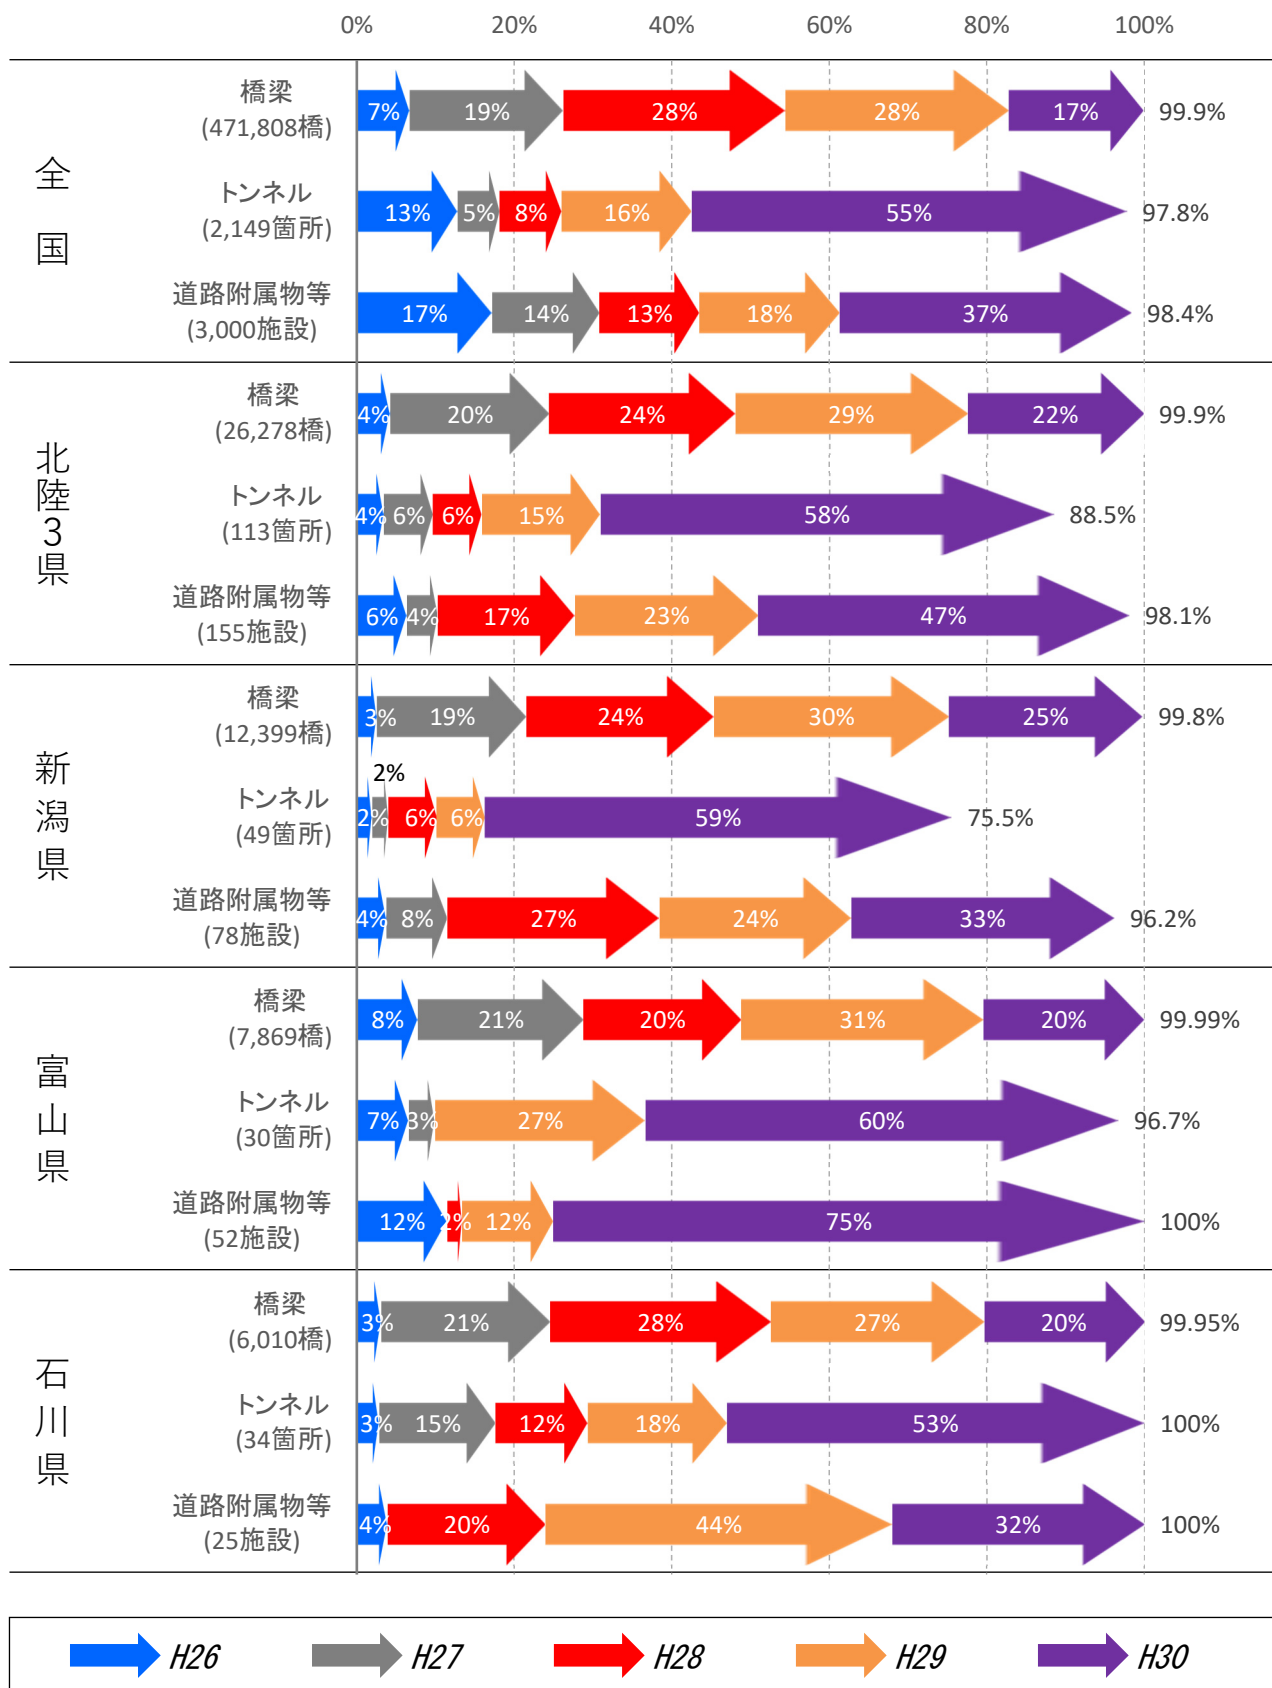 0% 20% 40% 60% 80% 100%
全国
橋梁
(471,808橋)
7% 19% 28% 28% 17% 99.9%
トンネル
(2,149箇所)
13% 5% 8% 16% 55% 97.8%
道路附属物等
(3,000施設)
17% 14% 13% 18% 37% 98.4%
北陸3県
橋梁
(26,278橋)
4% 20% 24% 29% 22% 99.9%
トンネル
(113箇所)
4% 6% 6% 15% 58% 88.5%
道路附属物等
(155施設)
6% 4% 17% 23% 47% 98.1%
新潟県
橋梁
(12,399橋)
3% 19% 24% 30% 25% 99.8%
トンネル
(49箇所)
2%
2% % 6% 6% 59% 75.5%
道路附属物等
(78施設)
4% 8% 27% 24% 33% 96.2%
富山県
橋梁
(7,869橋)
8% 21% 20% 31% 20% 99.99%
トンネル
(30箇所)
7% 3% 27% 60% 96.7%
道路附属物等
(52施設)
12% 2% 12% 75% 100%
石川県
橋梁
(6,010橋)
3% 21% 28% 27% 20% 99.95%
トンネル
(34箇所)
3% 15% 12% 18% 53% 100%
道路附属物等
(25施設)
4% 20% 44% 32% 100%
H26 H27 H28 H29 H30